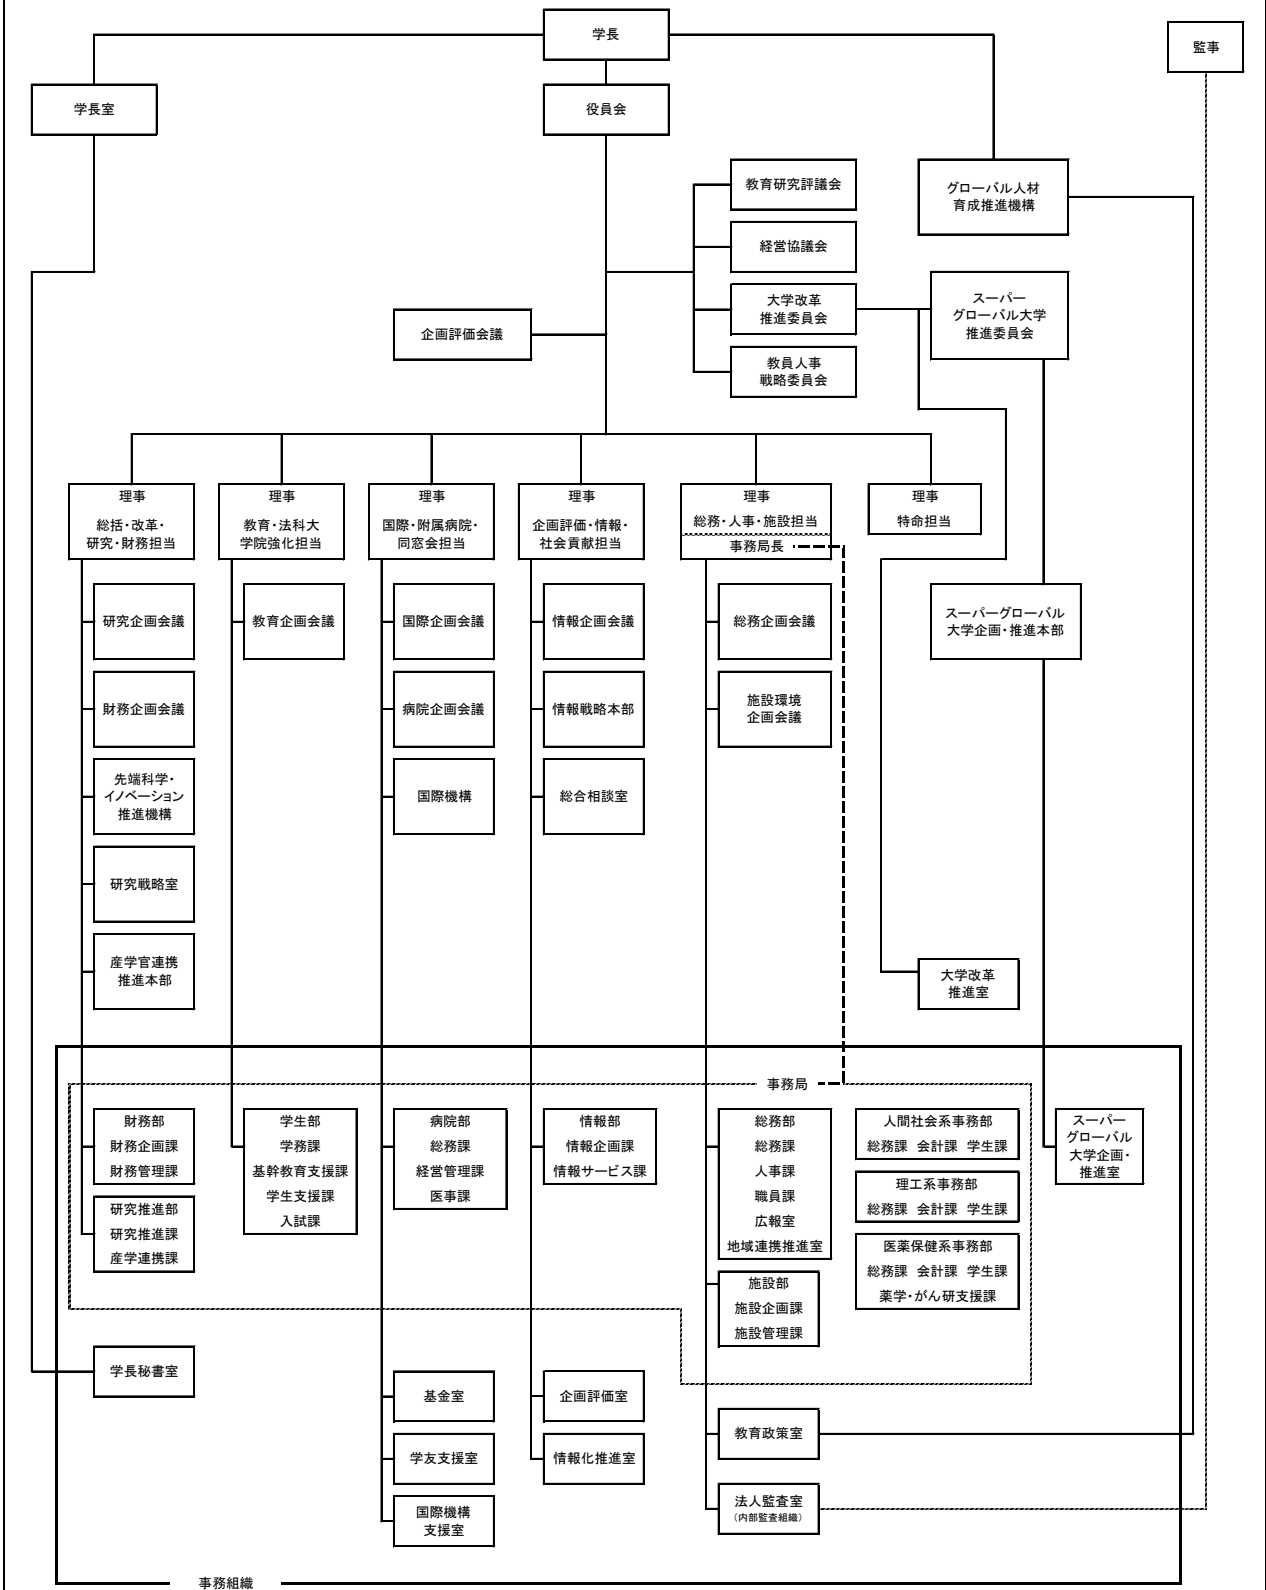 学長
監事
学長室
役員会
教育研究評議会
グローバル人材
育成推進機構
経営協議会
大学改革
推進委員会
スーパー
グローバル大学
推進委員会
企画評価会議
教員人事
戦略委員会
理事
総括・改革・
研究・財務担当
理事
教育・法科大
学院強化担当
理事
国際・附属病院・
同窓会担当
理事
企画評価・情報・
社会貢献担当
理事
総務・人事・施設担当
事務局長
理事
特命担当
研究企画会議
教育企画会議
国際企画会議
情報企画会議
総務企画会議
スーパーグローバル
大学企画・推進本部
財務企画会議
病院企画会議
情報戦略本部
施設環境
企画会議
先端科学・
イノベーション
推進機構
国際機構
総合相談室
研究戦略室
産学官連携
推進本部
大学改革
推進室
事務局
財務部
財務企画課
財務管理課
学生部
学務課
基幹教育支援課
学生支援課
入試課
病院部
総務課
経営管理課
医事課
情報部
情報企画課
情報サービス課
総務部
総務課
人事課
職員課
広報室
地域連携推進室
人間社会系事務部
総務課 会計課 学生課
スーパー
グローバル
大学企画・
推進室
理工系事務部
総務課 会計課 学生課
研究推進部
研究推進課
産学連携課
医薬保健系事務部
総務課 会計課 学生課
薬学・がん研支援課
施設部
施設企画課
施設管理課
学長秘書室
基金室
企画評価室
教育政策室
学友支援室
情報化推進室
国際機構
支援室
法人監査室
（内部監査組織）
事務組織